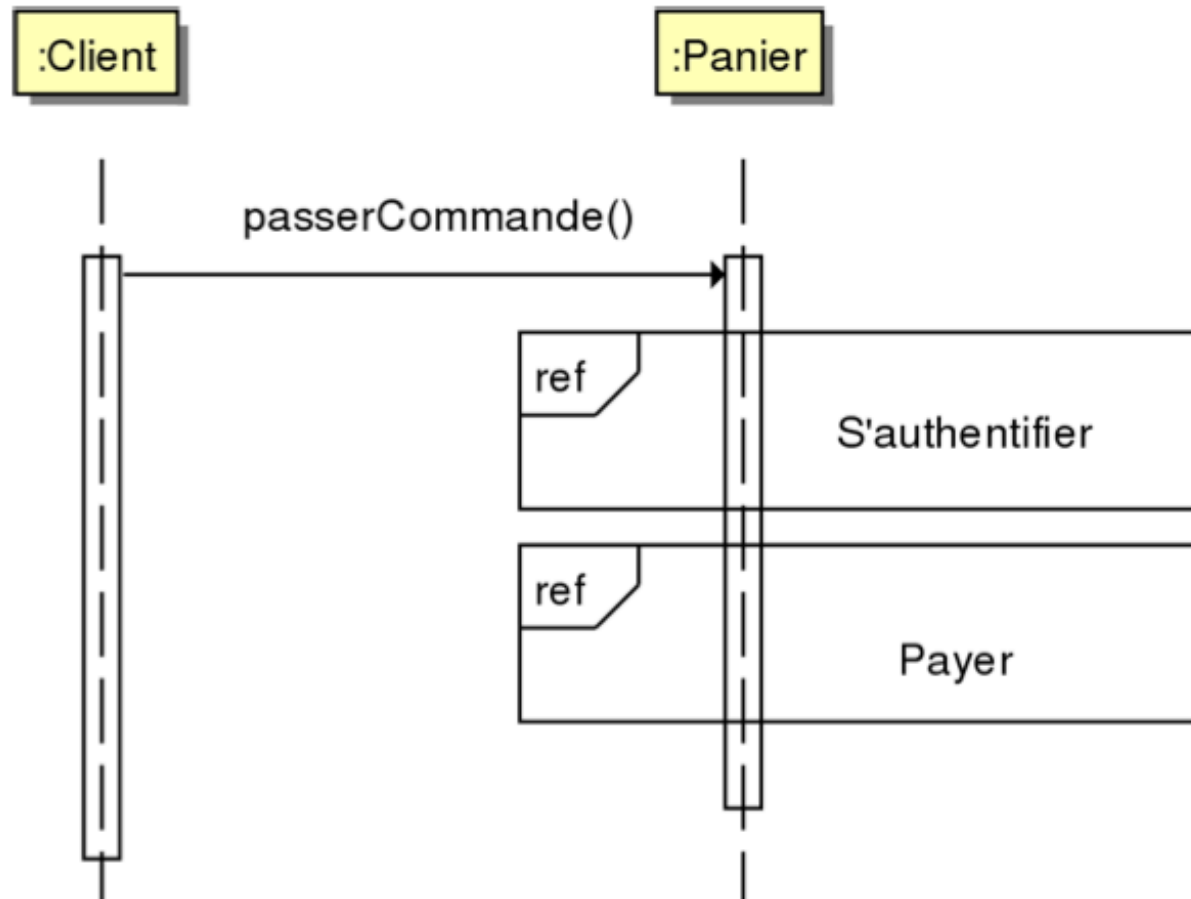 :Client
:Panier
passerCommande()
ref
S'authentifier
ref
Payer